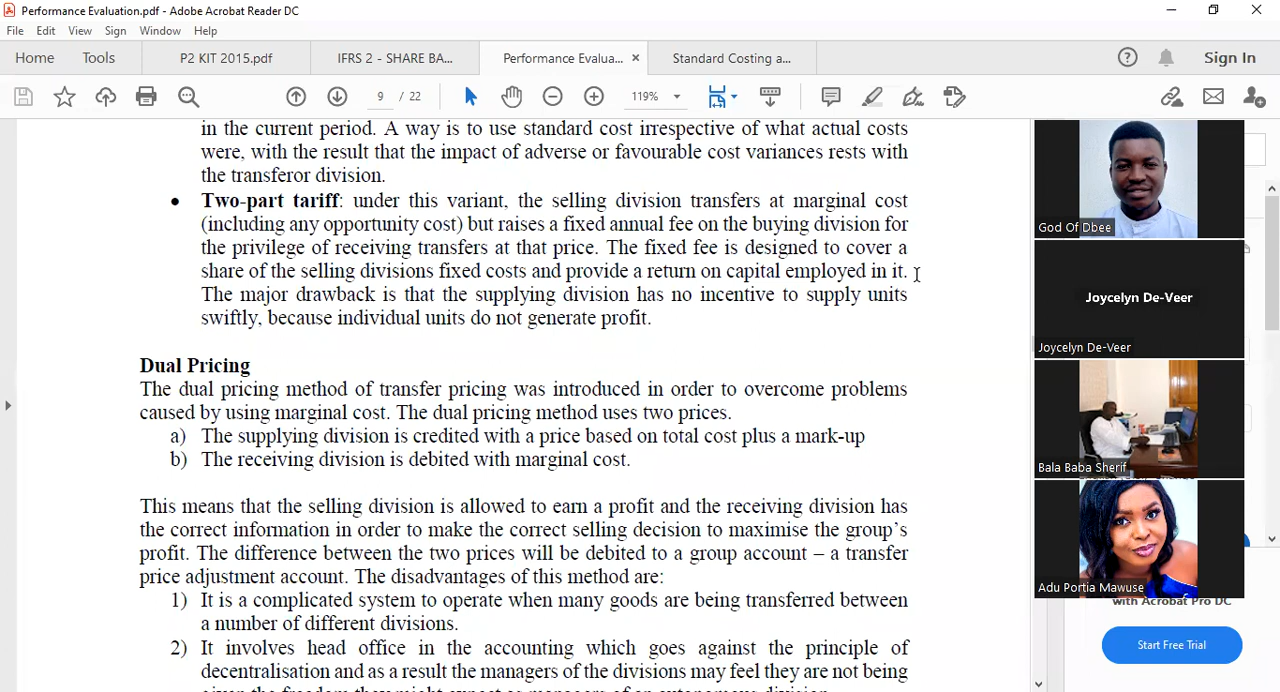 Performance Evaluation.pdf - Adobe Acrobat Reader DC
File Edit View Sign Window Help
Home Tools P2 KIT 2015.pdf IFRS 2 - SHARE BA... Performance Evalua... × Standard Costing a... Sign In
9 / 22 119%
in the current period. A way is to use standard cost irrespective of what actual costs
were, with the result that the impact of adverse or favourable cost variances rests with
the transferor division.
• Two-part tariff: under this variant, the selling division transfers at marginal cost
(including any opportunity cost) but raises a fixed annual fee on the buying division for
the privilege of receiving transfers at that price. The fixed fee is designed to cover a
share of the selling divisions fixed costs and provide a return on capital employed in it.
The major drawback is that the supplying division has no incentive to supply units
swiftly, because individual units do not generate profit.
Dual Pricing
The dual pricing method of transfer pricing was introduced in order to overcome problems
caused by using marginal cost. The dual pricing method uses two prices.
a) The supplying division is credited with a price based on total cost plus a mark-up
b) The receiving division is debited with marginal cost.
This means that the selling division is allowed to earn a profit and the receiving division has
the correct information in order to make the correct selling decision to maximise the group's
profit. The difference between the two prices will be debited to a group account – a transfer
price adjustment account. The disadvantages of this method are:
1) It is a complicated system to operate when many goods are being transferred between
a number of different divisions.
2) It involves head office in the accounting which goes against the principle of
decentralisation and as a result the managers of the divisions may feel they are not being
God Of Dbee
Joycelyn De-Veer
Joycelyn De-Veer
Bala Baba Sherif
Adu Portia Mawuse
with Acrobat Pro DC
Start Free Trial